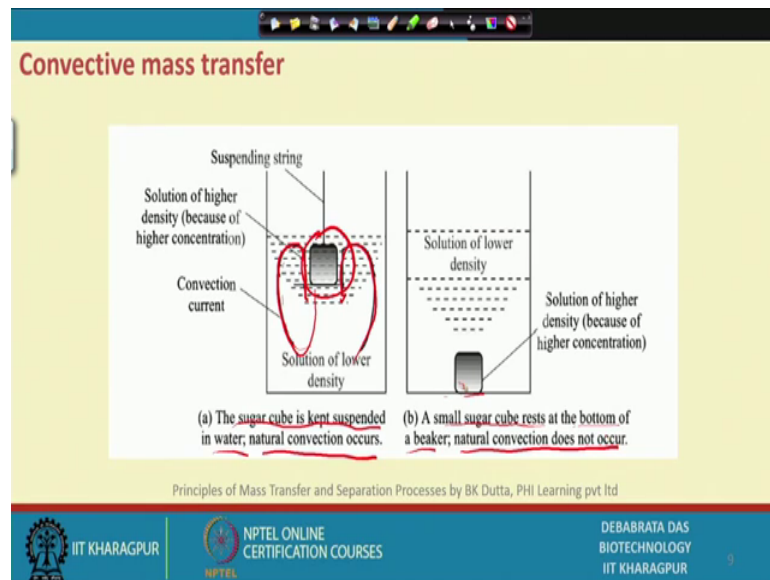 Convective mass transfer
Suspending string
Solution of higher
density (because of
higher concentration)
Convection
current
Solution of lower
density
(a) The sugar cube is kept suspended
in water; natural convection occurs.
Solution of lower
density
Solution of higher
density (because of
higher concentration)
(b) A small sugar cube rests at the bottom of
a beaker; natural convection does not occur.
Principles of Mass Transfer and Separation Processes by BK Dutta, PHI Learning pvt ltd
IIT KHARAGPUR
NPTEL
NPTEL ONLINE
CERTIFICATION COURSES
DEBABRATA DAS
BIOTECHNOLOGY
IIT KHARAGPUR
9